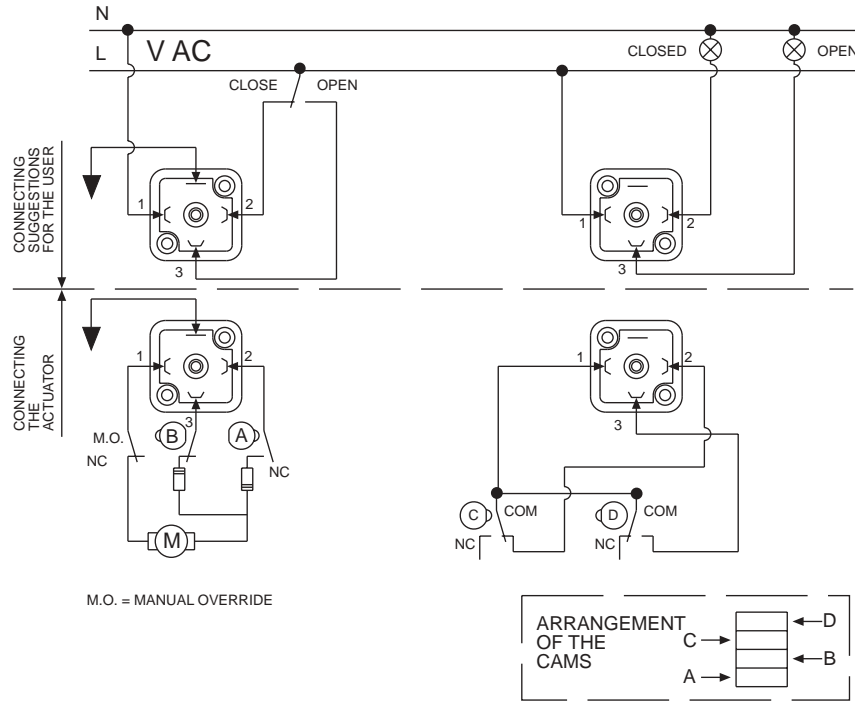 N
L V AC
CLOSED
OPEN
CLOSE
OPEN
CONNECTING
SUGGESTIONS
FOR THE USER
1
2
3
1
2
3
CONNECTING
THE
ACTUATOR
1
2
3
M.O.
NC
B
A
NC
M
1
2
3
C
COM
NC
D
COM
NC
M.O. = MANUAL OVERRIDE
ARRANGEMENT
OF THE
CAMS
D
C
B
A